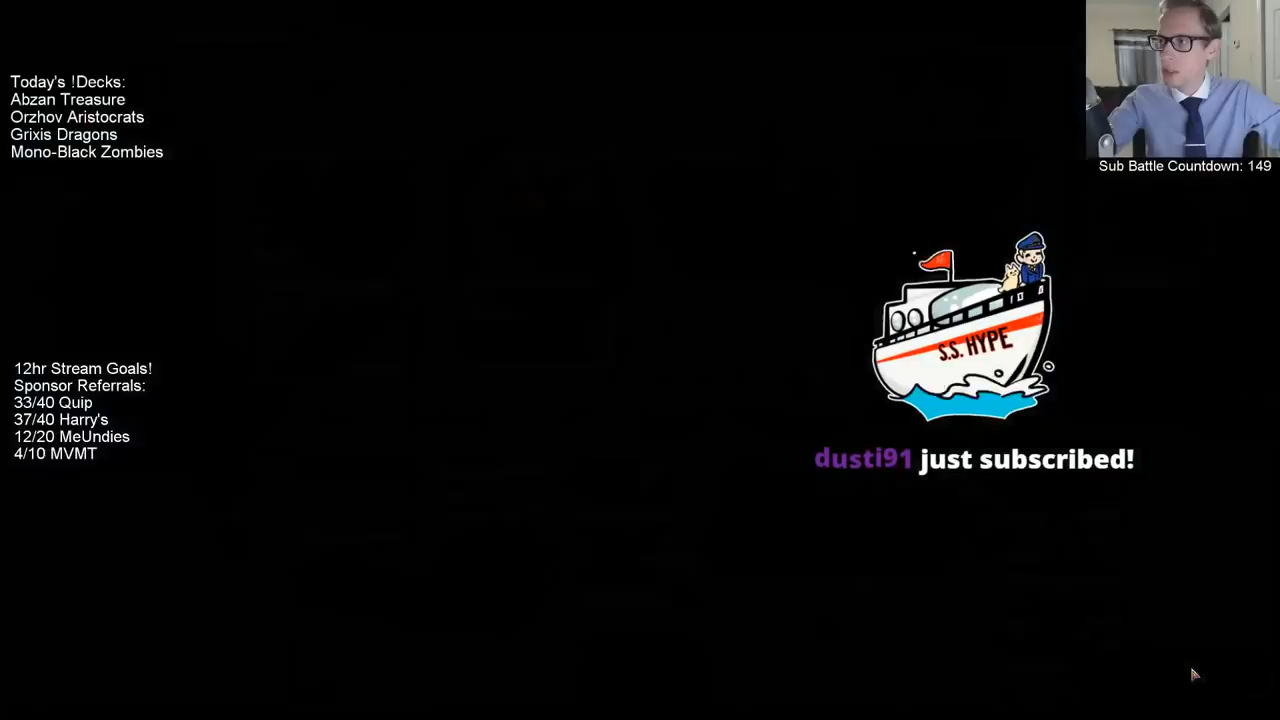 Today's !Decks:
Abzan Treasure
Orzhov Aristocrats
Grixis Dragons
Mono-Black Zombies
Sub Battle Countdown: 149
S.S. HYPE
dusti91 just subscribed!
12hr Stream Goals!
Sponsor Referrals:
33/40 Quip
37/40 Harry's
12/20 MeUndies
4/10 MVMT